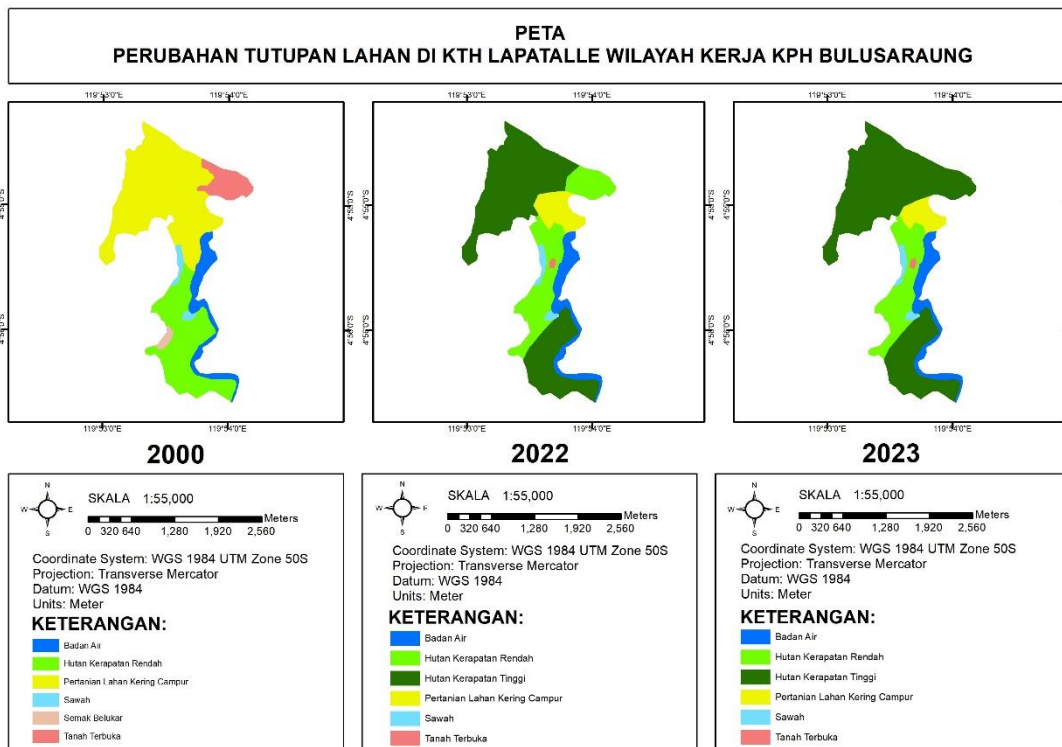 PETA
PERUBAHAN TUTUPAN LAHAN DI KTH LAPATALLE WILAYAH KERJA KPH BULUSARAUNG
119°53'0"E 119°54'0"E
4°55'0"S
4°56'0"S
119°53'0"E 119°54'0"E
2000
119°53'0"E 119°54'0"E
4°55'0"S
4°56'0"S
119°53'0"E 119°54'0"E
2022
119°53'0"E 119°54'0"E
4°55'0"S
4°56'0"S
119°53'0"E 119°54'0"E
2023
N
W E
S
SKALA 1:55,000
Meters
0 320 640 1,280 1,920 2,560
Coordinate System: WGS 1984 UTM Zone 50S
Projection: Transverse Mercator
Datum: WGS 1984
Units: Meter
KETERANGAN:
Badan Air
Hutan Kerapatan Rendah
Pertanian Lahan Kering Campur
Sawah
Semak Belukar
Tanah Terbuka
N
W E
S
SKALA 1:55,000
Meters
0 320 640 1,280 1,920 2,560
Coordinate System: WGS 1984 UTM Zone 50S
Projection: Transverse Mercator
Datum: WGS 1984
Units: Meter
KETERANGAN:
Badan Air
Hutan Kerapatan Rendah
Hutan Kerapatan Tinggi
Pertanian Lahan Kering Campur
Sawah
Tanah Terbuka
N
W E
S
SKALA 1:55,000
Meters
0 320 640 1,280 1,920 2,560
Coordinate System: WGS 1984 UTM Zone 50S
Projection: Transverse Mercator
Datum: WGS 1984
Units: Meter
KETERANGAN:
Badan Air
Hutan Kerapatan Rendah
Hutan Kerapatan Tinggi
Pertanian Lahan Kering Campur
Sawah
Tanah Terbuka